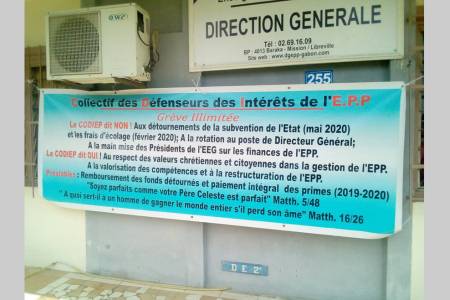 O.W.Z
DIRECTION GENERALE
Tél : 02.69.16.09
BP : 4013 Baraka - Mission / Libreville
Site web : www.dgepp-gabon.com
255
Collectif des Défenseurs des Intérêts de l'E.P.P
Grève Illimitée
Le CODIEP dit NON ! Aux détournements de la subvention de l'Etat (mai 2020)
et les frais d'écolage (février 2020); A la rotation au poste de Directeur Général;
A la main mise des Présidents de l'EEG sur les finances de l'EPP.
Le CODIEP dit OUI ! Au respect des valeurs chrétiennes et citoyennes dans la gestion de l'EPP.
A la valorisation des compétences et à la restructuration de l'EPP.
Préalables : Remboursement des fonds détournés et paiement intégral des primes (2019-2020)
"Soyez parfaits comme votre Père Celeste est parfait" Matth. 5/48
" A quoi sert-il a un homme de gagner le monde entier s'il perd son âme" Matth. 16/26
D E 2°